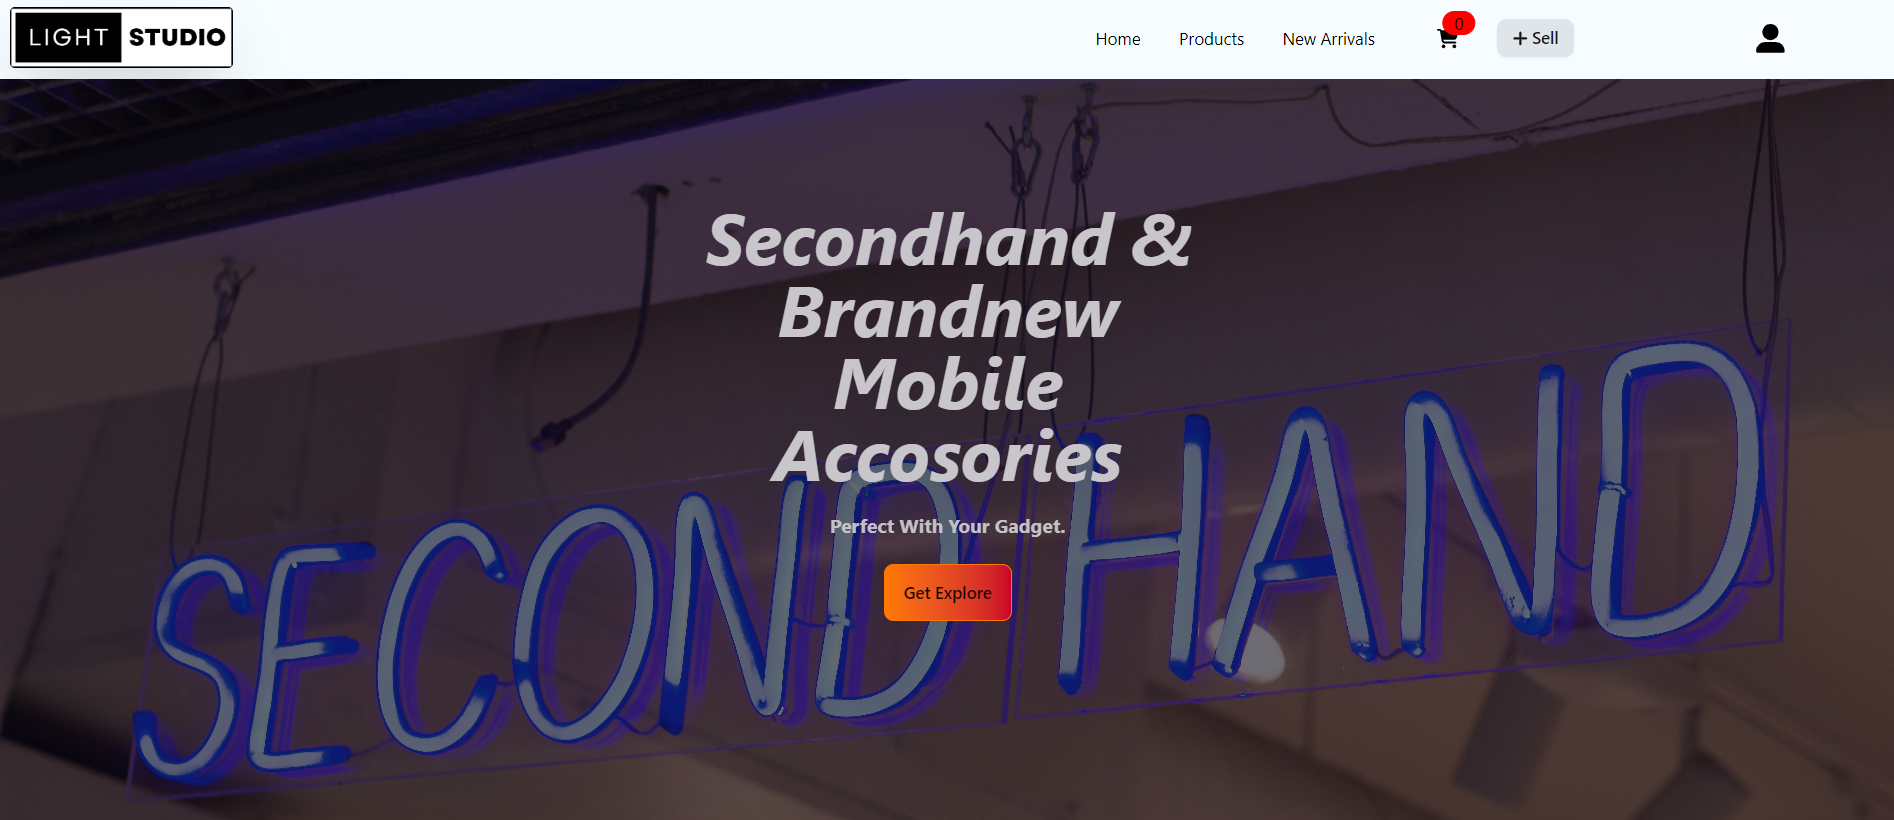 LIGHT STUDIO
Home Products New Arrivals 0 + Sell
Secondhand &
Brandnew
Mobile
Accosories
Perfect With Your Gadget.
Get Explore
SECOND HAND